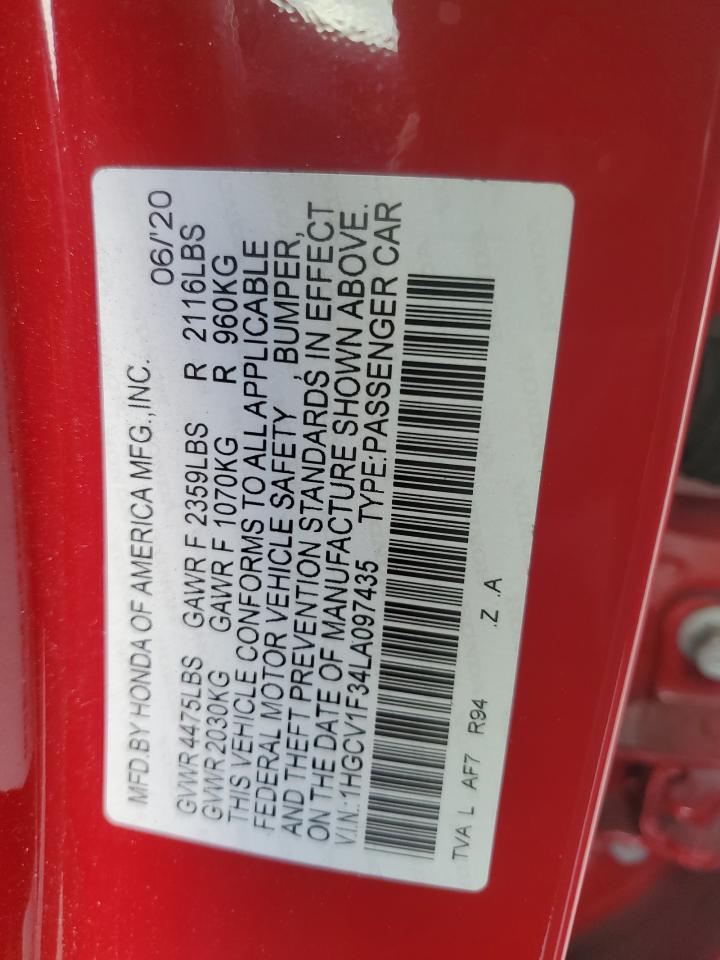 MFD.BY HONDA OF AMERICA MFG.,INC. 06/'20
GVWR 4475LBS GAWR F 2359LBS R 2116LBS
GVWR 2030KG GAWR F 1070KG R 960KG
THIS VEHICLE CONFORMS TO ALL APPLICABLE
FEDERAL MOTOR VEHICLE SAFETY , BUMPER,
AND THEFT PREVENTION STANDARDS IN EFFECT
ON THE DATE OF MANUFACTURE SHOWN ABOVE.
V.I.N.:1HGCV1F34LA097435 TYPE:PASSENGER CAR
TVA L AF7 R94 .Z .A